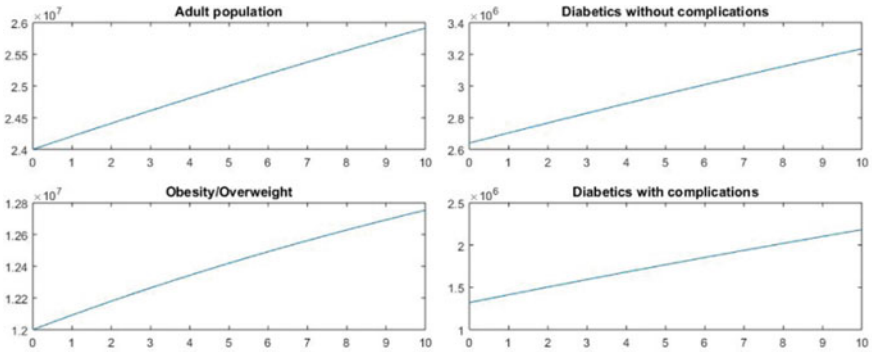 Adult population
×10⁷
2.6
2.55
2.5
2.45
2.4
0 1 2 3 4 5 6 7 8 9 10
Diabetics without complications
×10⁶
3.4
3.2
3
2.8
2.6
0 1 2 3 4 5 6 7 8 9 10
Obesity/Overweight
×10⁷
1.28
1.26
1.24
1.22
1.2
0 1 2 3 4 5 6 7 8 9 10
Diabetics with complications
×10⁶
2.5
2
1.5
1
0 1 2 3 4 5 6 7 8 9 10